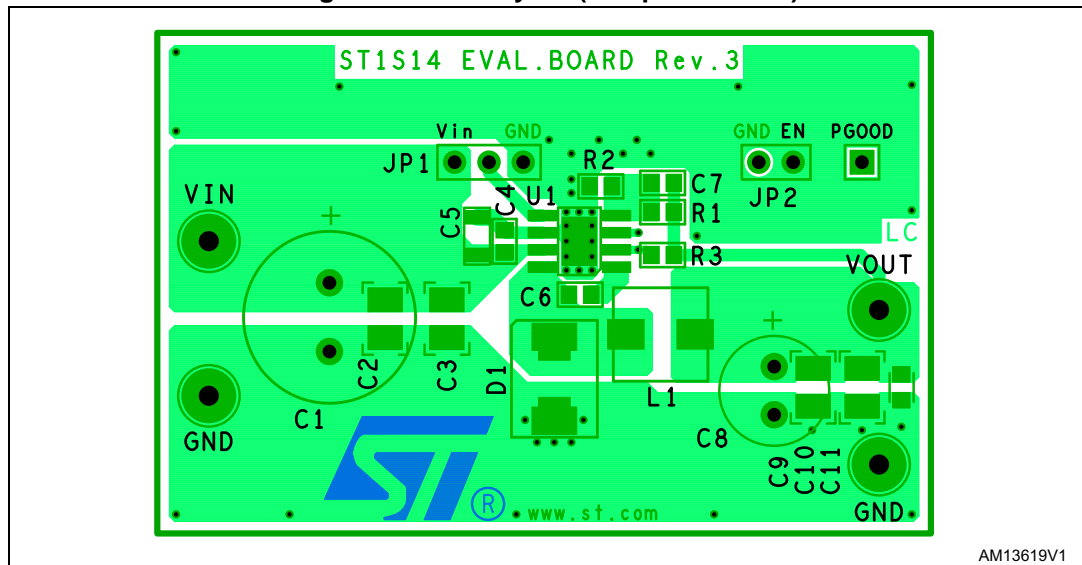 ST1S14 EVAL.BOARD Rev.3
Vin GND
GND EN PGOOD
JP1
R2
C7
JP2
VIN
U1
C4
C5
R1
LC
R3
VOUT
C6
C2
C3
D1
L1
C1
GND
C8
C9
C10
C11
ST ®
www.st.com
GND
AM13619V1